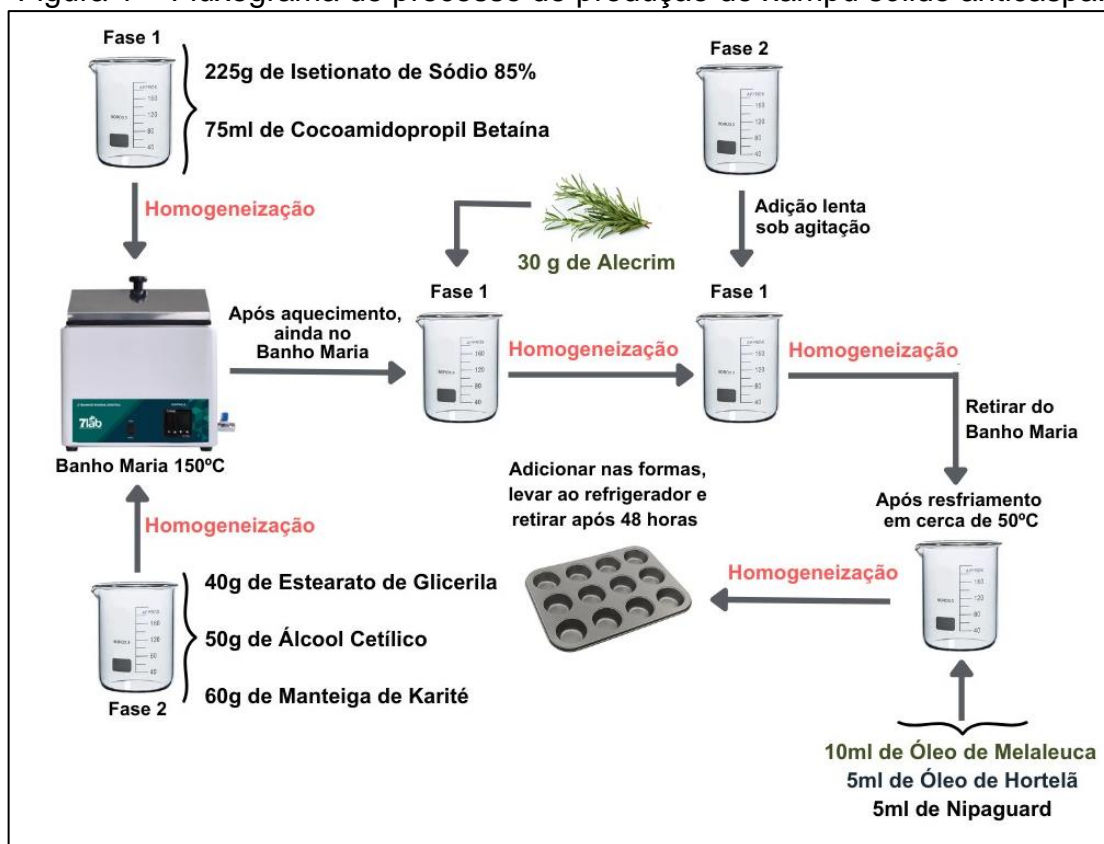 Fase 1
225g de Isetionato de Sódio 85%
75ml de Cocoamidopropil Betaína
Homogeneização
Fase 2
Adição lenta
sob agitação
30 g de Alecrim
Fase 1
Fase 1
Após aquecimento,
ainda no
Banho Maria
Homogeneização
Homogeneização
7lab
Banho Maria 150ºC
Retirar do
Banho Maria
Adicionar nas formas,
levar ao refrigerador e
retirar após 48 horas
Após resfriamento
em cerca de 50ºC
Homogeneização
Homogeneização
40g de Estearato de Glicerila
50g de Álcool Cetílico
60g de Manteiga de Karité
Fase 2
10ml de Óleo de Melaleuca
5ml de Óleo de Hortelã
5ml de Nipaguard